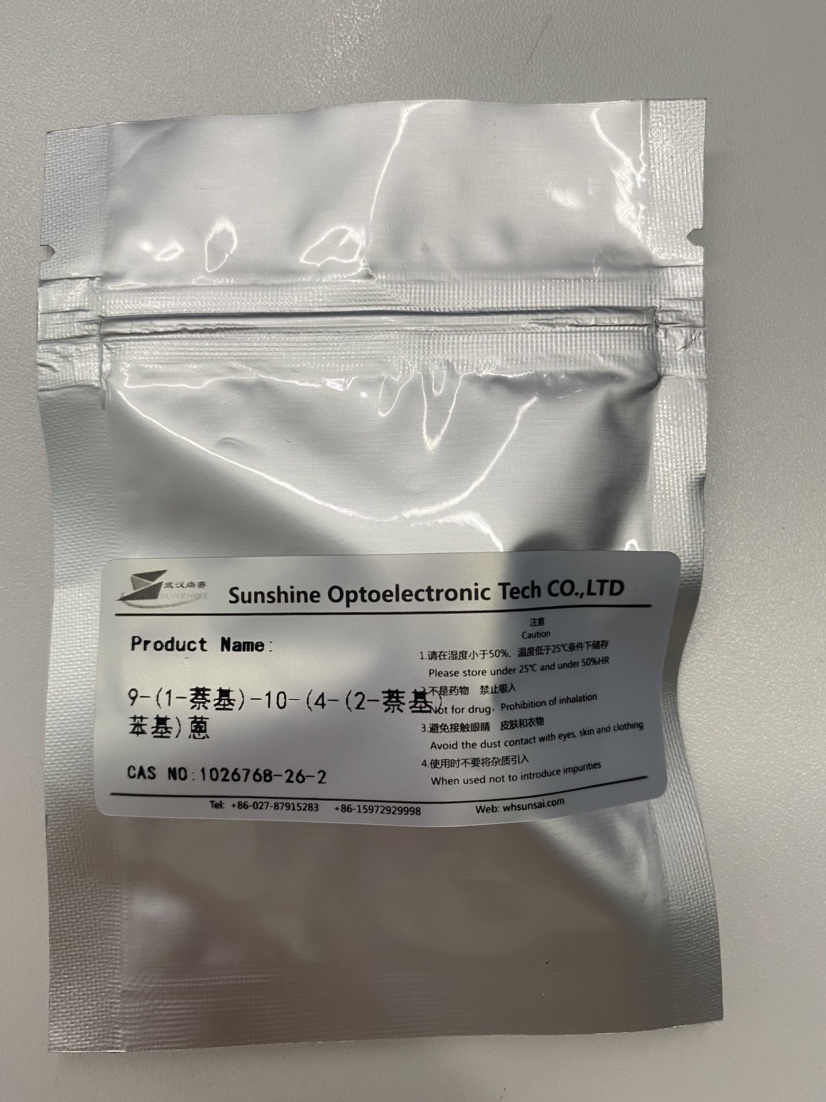 武汉尚赛
SUNSHINE
Sunshine Optoelectronic Tech CO.,LTD
Product Name:
9-(1-萘基)-10-(4-(2-萘基)
苯基)蒽
CAS NO:1026768-26-2
注意
Caution
1.请在湿度小于50%、温度低于25℃条件下储存
Please store under 25℃ and under 50%HR
2.不是药物 禁止吸入
Not for drug, Prohibition of inhalation
3.避免接触眼睛 皮肤和衣物
Avoid the dust contact with eyes, skin and clothing
4.使用时不要将杂质引入
When used not to introduce impurities
Tel: +86-027-87915283 +86-15972929998 Web: whsunsai.com